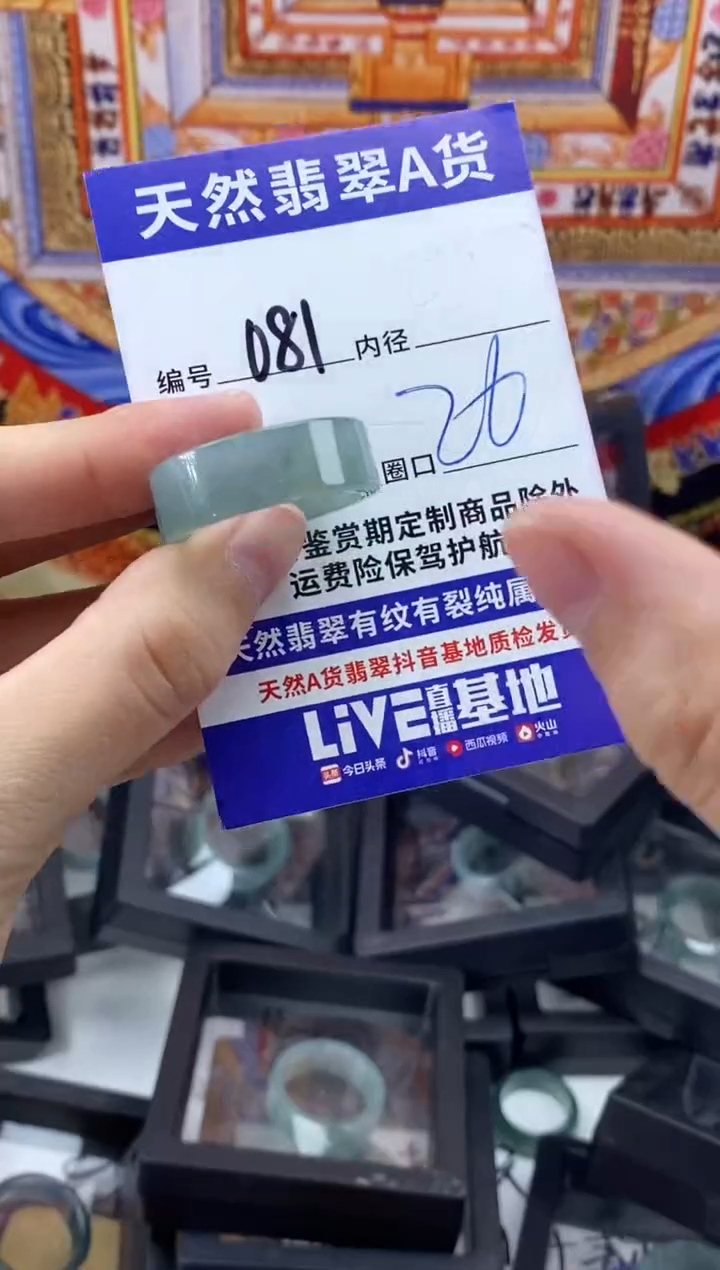 天然翡翠A货
编号 081 内径
圈口 26
鉴赏期定制商品除外
运费险保驾护航
天然翡翠有纹有裂纯属
天然A货翡翠抖音基地质检发货
LiVE直播基地
头条 今日头条 抖音 西瓜视频 火山